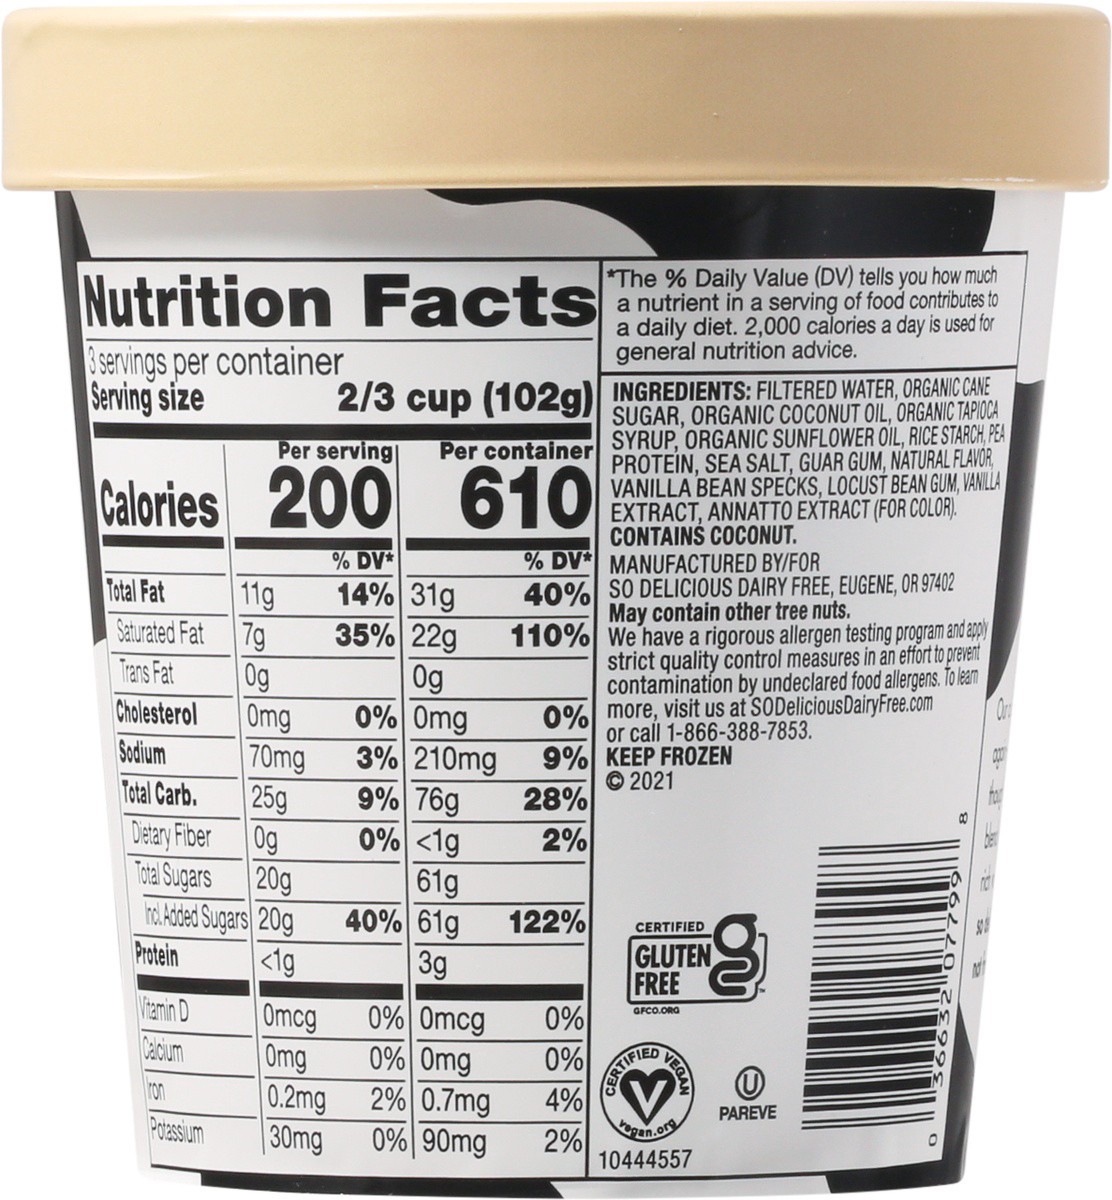 Nutrition Facts
3 servings per container
Serving size 2/3 cup (102g)
Per serving Per container
Calories 200 610
% DV* % DV*
Total Fat 11g 14% 31g 40%
Saturated Fat 7g 35% 22g 110%
Trans Fat 0g 0g
Cholesterol 0mg 0% 0mg 0%
Sodium 70mg 3% 210mg 9%
Total Carb. 25g 9% 76g 28%
Dietary Fiber 0g 0% <1g 2%
Total Sugars 20g 61g
Incl. Added Sugars 20g 40% 61g 122%
Protein <1g 3g
Vitamin D 0mcg 0% 0mcg 0%
Calcium 0mg 0% 0mg 0%
Iron 0.2mg 2% 0.7mg 4%
Potassium 30mg 0% 90mg 2%
*The % Daily Value (DV) tells you how much
a nutrient in a serving of food contributes to
a daily diet. 2,000 calories a day is used for
general nutrition advice.
INGREDIENTS: FILTERED WATER, ORGANIC CANE
SUGAR, ORGANIC COCONUT OIL, ORGANIC TAPIOCA
SYRUP, ORGANIC SUNFLOWER OIL, RICE STARCH, PEA
PROTEIN, SEA SALT, GUAR GUM, NATURAL FLAVOR,
VANILLA BEAN SPECKS, LOCUST BEAN GUM, VANILLA
EXTRACT, ANNATTO EXTRACT (FOR COLOR).
CONTAINS COCONUT.
MANUFACTURED BY/FOR
SO DELICIOUS DAIRY FREE, EUGENE, OR 97402
May contain other tree nuts.
We have a rigorous allergen testing program and apply
strict quality control measures in an effort to prevent
contamination by undeclared food allergens. To learn
more, visit us at SODeliciousDairyFree.com
or call 1-866-388-7853.
KEEP FROZEN
© 2021
CERTIFIED
GLUTEN
FREE
™
GFCO.ORG
CERTIFIED VEGAN
V
vegan.org
U
PAREVE
10444557
0 36632 07799 8